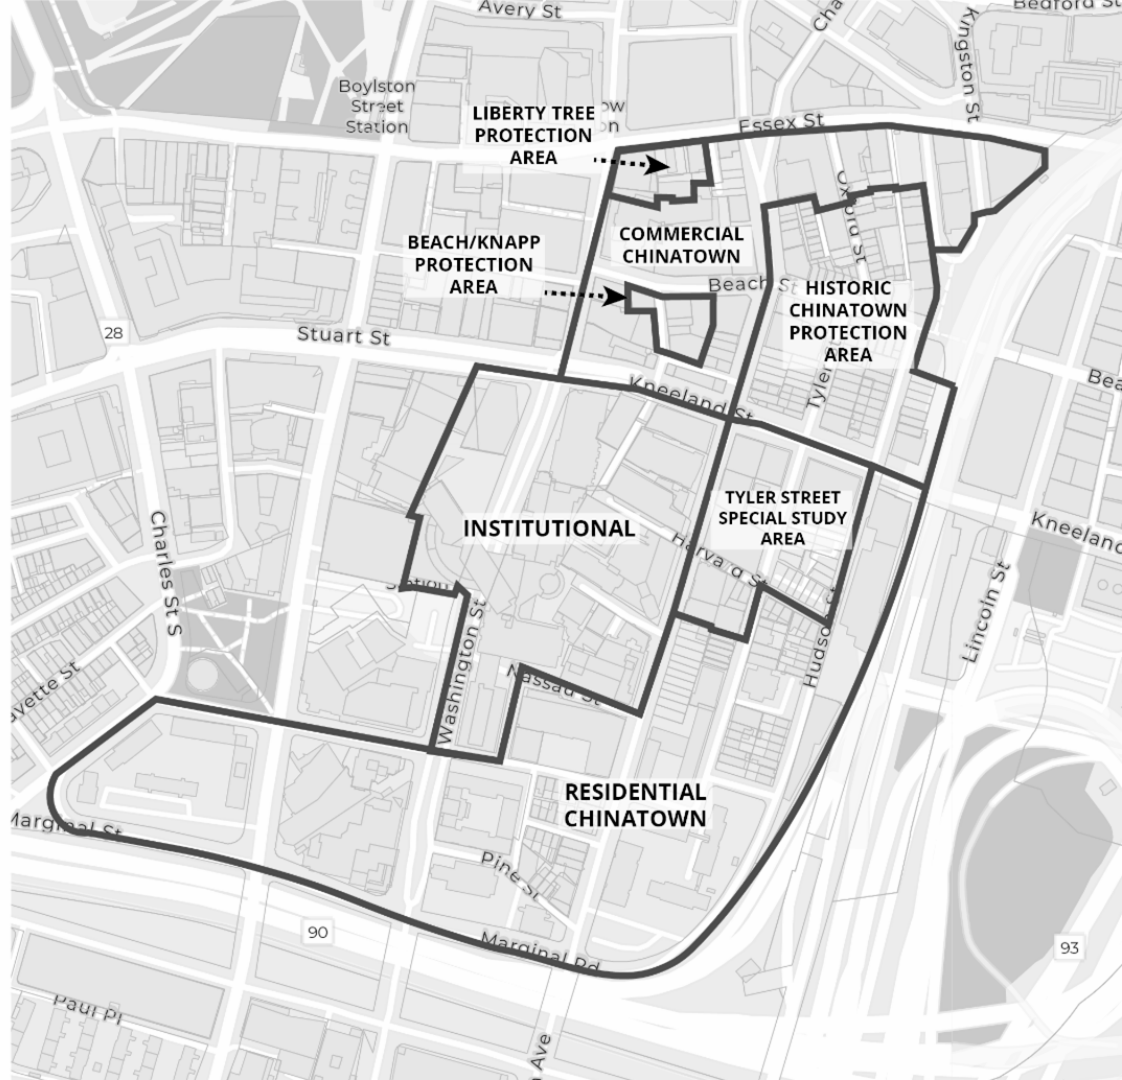 Avery St
Bedford St
Kingston St
Boylston
Street
Station
LIBERTY TREE
PROTECTION
AREA
Essex St
Oxford St
BEACH/KNAPP
PROTECTION
AREA
COMMERCIAL
CHINATOWN
Beach St
HISTORIC
CHINATOWN
PROTECTION
AREA
28
Stuart St
Kneeland St
Tyler
Bea
INSTITUTIONAL
TYLER STREET
SPECIAL STUDY
AREA
Charles St S
Harvard St
Kneeland
Station
Lincoln St
Hudson St
Washington St
Nassau St
ayette St
RESIDENTIAL
CHINATOWN
Marginal St
Pine St
90
Marginal Rd
93
Paul Pl
Ave